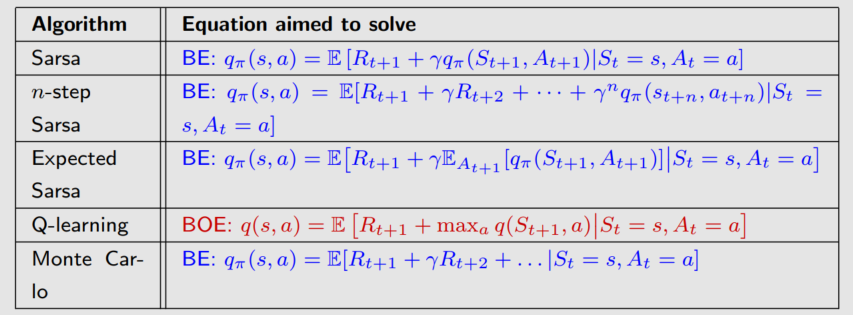 Algorithm Equation aimed to solve
Sarsa BE: qπ(s, a) = 𝔼 [Rt+1 + γqπ(St+1, At+1)|St = s, At = a]
n-step BE: qπ(s, a) = 𝔼[Rt+1 + γRt+2 + ··· + γⁿqπ(st+n, at+n)|St =
Sarsa s, At = a]
Expected BE: qπ(s, a) = 𝔼[Rt+1 + γ𝔼At+1[qπ(St+1, At+1)]|St = s, At = a]
Sarsa
Q-learning BOE: q(s, a) = 𝔼 [Rt+1 + maxa q(St+1, a)|St = s, At = a]
Monte Car- BE: qπ(s, a) = 𝔼[Rt+1 + γRt+2 + ...|St = s, At = a]
lo